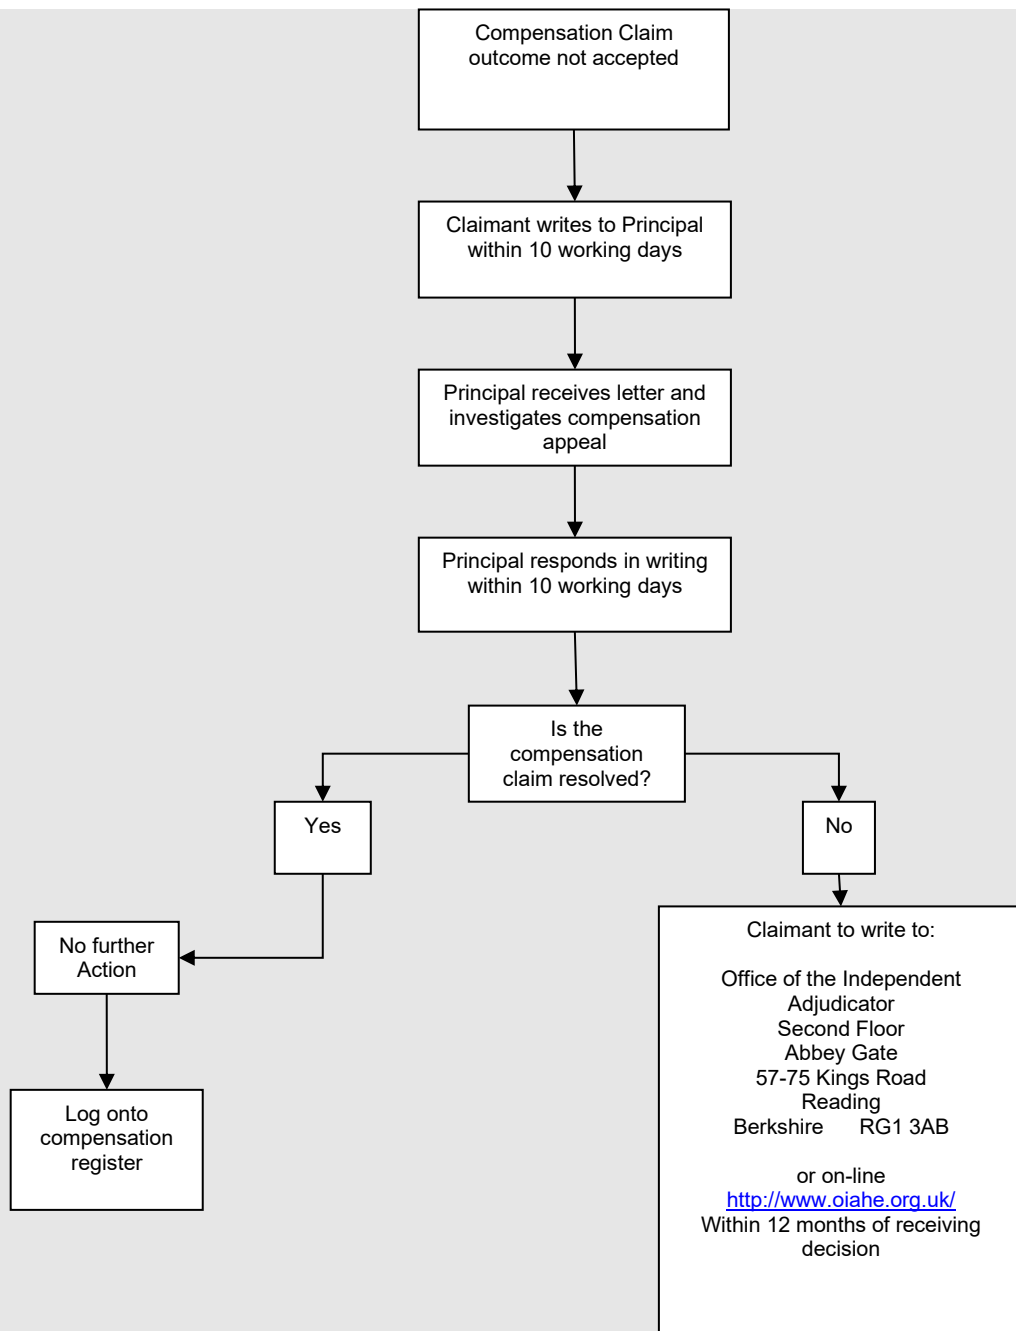 Compensation Claim
outcome not accepted
Claimant writes to Principal
within 10 working days
Principal receives letter and
investigates compensation
appeal
Principal responds in writing
within 10 working days
Is the
compensation
claim resolved?
Yes
No
No further
Action
Log onto
compensation
register
Claimant to write to:
Office of the Independent
Adjudicator
Second Floor
Abbey Gate
57-75 Kings Road
Reading
Berkshire RG1 3AB
or on-line
http://www.oiahe.org.uk/
Within 12 months of receiving
decision